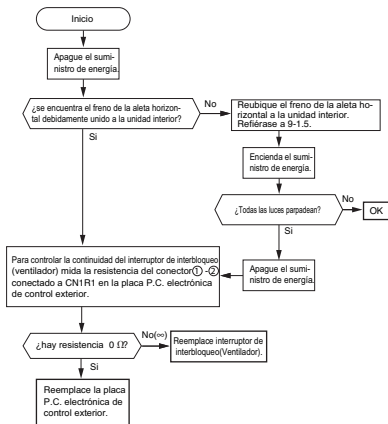 Inicio
Apague el sumi-
nistro de energía.
¿se encuentra el freno de la aleta horizon-
tal debidamente unido a la unidad interior?
No
Reubique el freno de la aleta ho-
rizontal a la unidad interior.
Refiérase a 9-1.5.
Si
Encienda el sumi-
nistro de energía.
¿Todas las luces parpadean?
No
OK
Si
Apague el sumi-
nistro de energía.
Para controlar la continuidad del interruptor de interbloqueo
(ventilador) mida la resistencia del conector① -②
conectado a CN1R1 en la placa P.C. electrónica
de control exterior.
¿hay resistencia 0 Ω?
No(∞)
Reemplace interruptor de
interbloqueo(Ventilador).
Si
Reemplace la placa
P.C. electrónica de
control exterior.